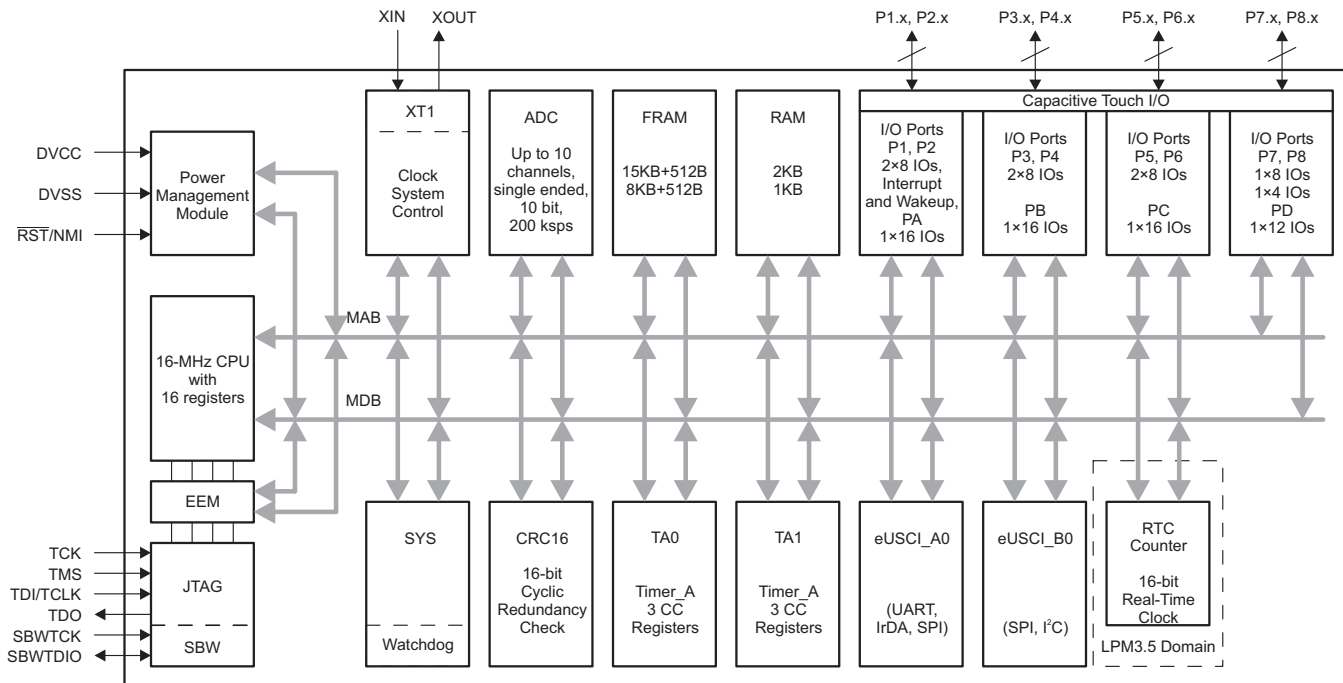 XIN
XOUT
P1.x, P2.x
P3.x, P4.x
P5.x, P6.x
P7.x, P8.x
DVCC
DVSS
RST/NMI
Power
Management
Module
XT1
Clock
System
Control
ADC
Up to 10
channels,
single ended,
10 bit,
200 ksps
FRAM
15KB+512B
8KB+512B
RAM
2KB
1KB
Capacitive Touch I/O
I/O Ports
P1, P2
2×8 IOs,
Interrupt
and Wakeup,
PA
1×16 IOs
I/O Ports
P3, P4
2×8 IOs
PB
1×16 IOs
I/O Ports
P5, P6
2×8 IOs
PC
1×16 IOs
I/O Ports
P7, P8
1×8 IOs
1×4 IOs
PD
1×12 IOs
MAB
16-MHz CPU
with
16 registers
MDB
EEM
TCK
TMS
TDI/TCLK
TDO
SBWTCK
SBWTDIO
JTAG
SBW
SYS
Watchdog
CRC16
16-bit
Cyclic
Redundancy
Check
TA0
Timer_A
3 CC
Registers
TA1
Timer_A
3 CC
Registers
eUSCI_A0
(UART,
IrDA, SPI)
eUSCI_B0
(SPI, I²C)
RTC
Counter
16-bit
Real-Time
Clock
LPM3.5 Domain